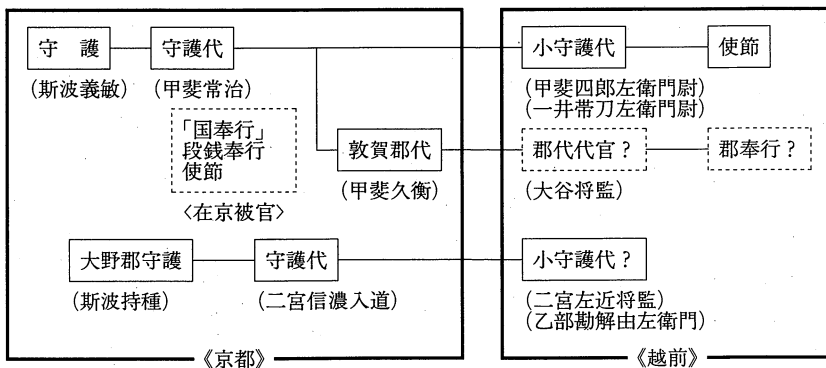 守　護
守護代
小守護代
使節
(斯波義敏)
(甲斐常治)
(甲斐四郎左衛門尉)
(一井帯刀左衛門尉)
「国奉行」
段銭奉行
使節
〈在京被官〉
敦賀郡代
(甲斐久衡)
郡代代官？
郡奉行？
(大谷将監)
大野郡守護
守護代
小守護代？
(斯波持種)
(二宮信濃入道)
(二宮左近将監)
(乙部勘解由左衛門)
《京都》
《越前》